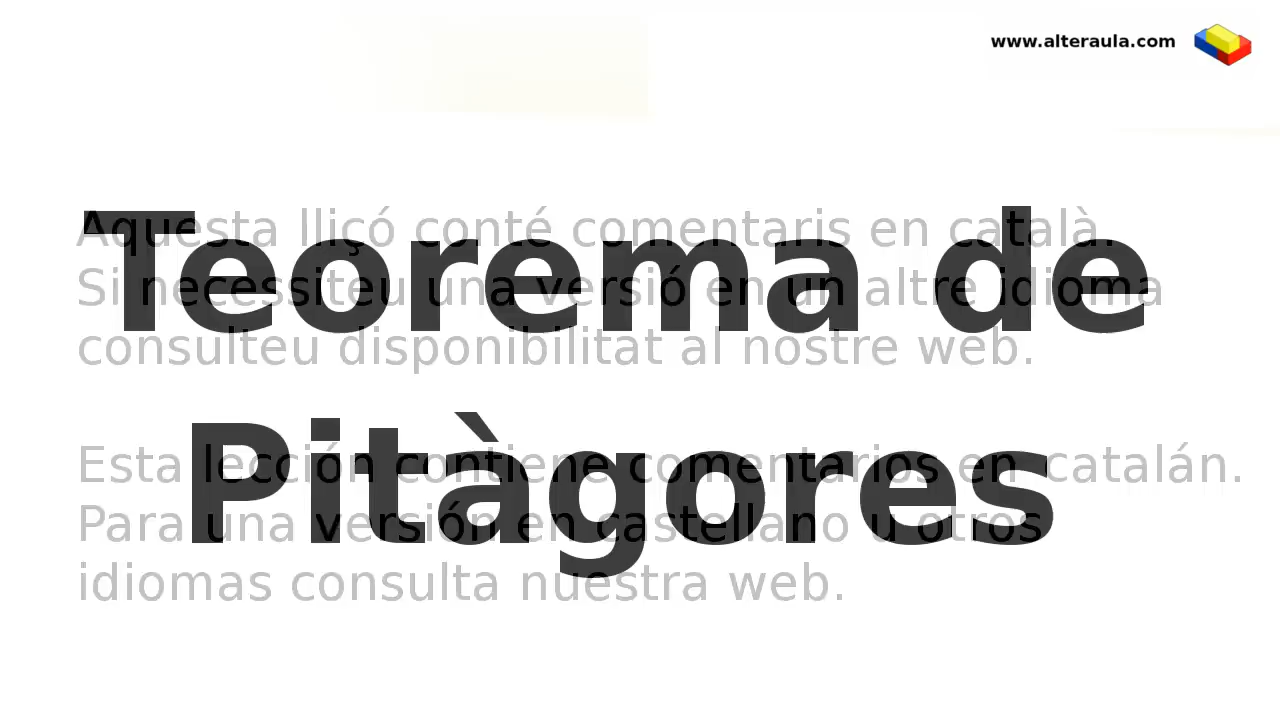 www.alteraula.com
Teorema de
Pitàgores
Aquesta lliçó conté comentaris en català.
Si necessiteu una versió en un altre idioma
consulteu disponibilitat al nostre web.
Esta lección contiene comentarios en catalán.
Para una versión en castellano u otros
idiomas consulta nuestra web.